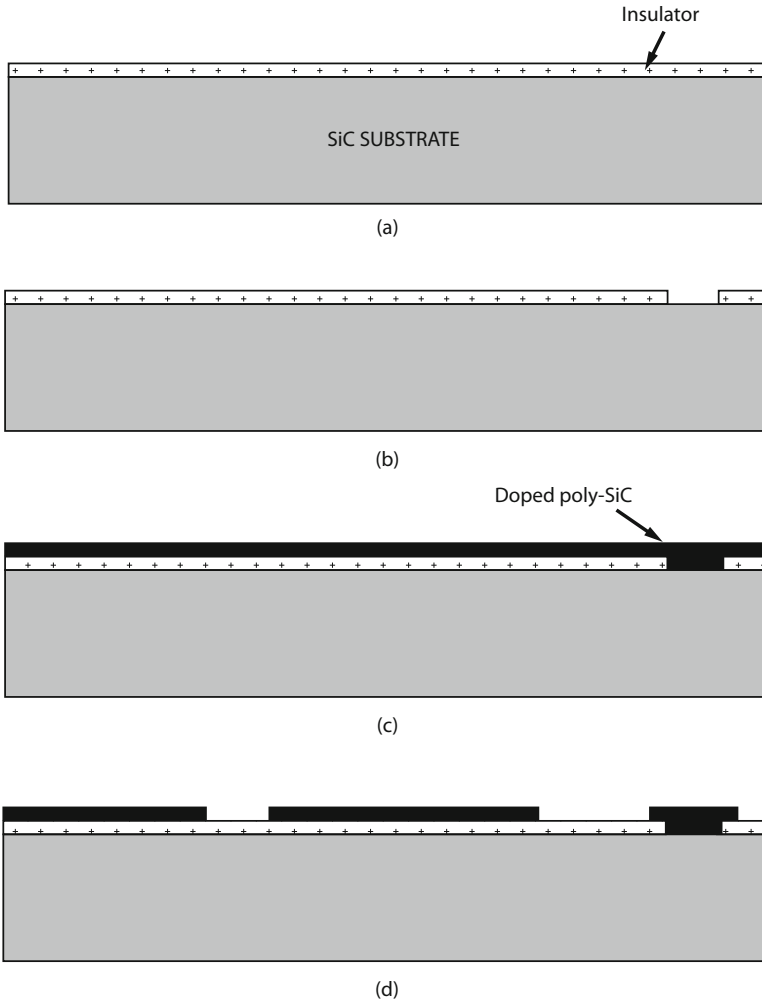 Insulator
SiC SUBSTRATE
(a)
(b)
Doped poly-SiC
(c)
(d)